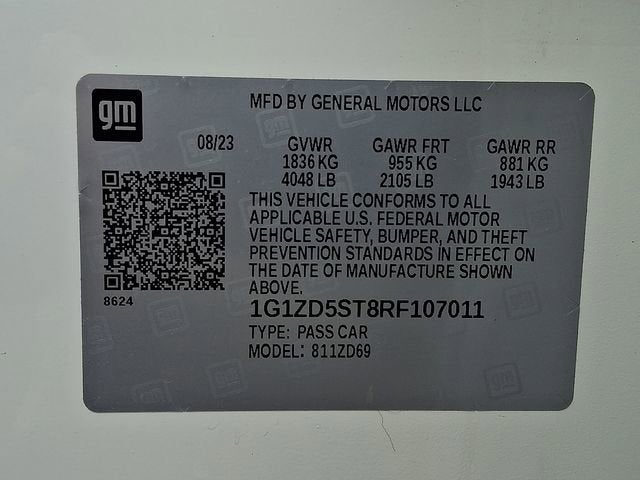 gm
MFD BY GENERAL MOTORS LLC
08/23 GVWR GAWR FRT GAWR RR
1836 KG 955 KG 881 KG
4048 LB 2105 LB 1943 LB
THIS VEHICLE CONFORMS TO ALL
APPLICABLE U.S. FEDERAL MOTOR
VEHICLE SAFETY, BUMPER, AND THEFT
PREVENTION STANDARDS IN EFFECT ON
THE DATE OF MANUFACTURE SHOWN
ABOVE.
8624
1G1ZD5ST8RF107011
TYPE: PASS CAR
MODEL: 811ZD69